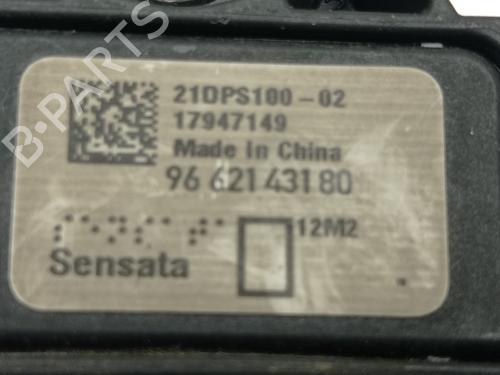 21DPS100-02
17947149
Made in China
96 621 431 80
12M2
Sensata
B-Parts